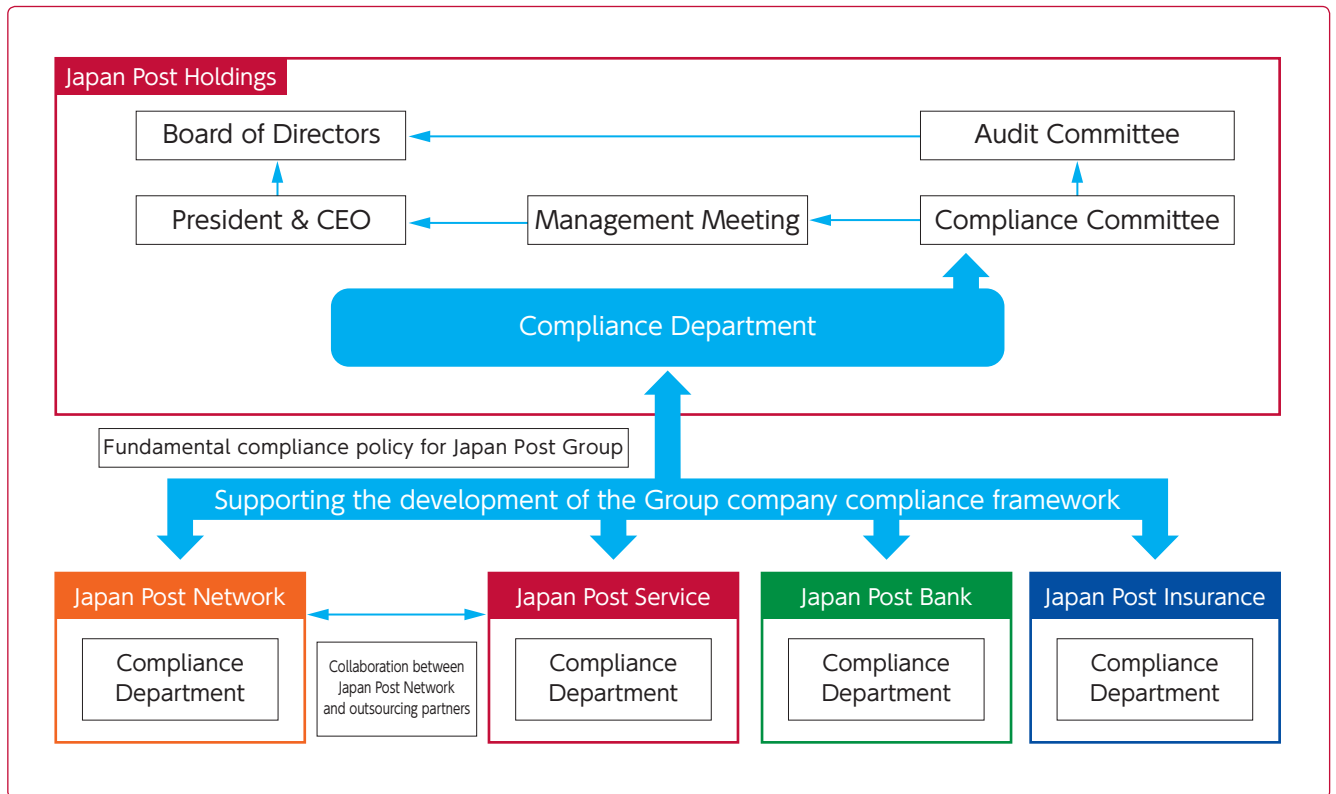 Japan Post Holdings
Board of Directors
Audit Committee
President & CEO
Management Meeting
Compliance Committee
Compliance Department
Fundamental compliance policy for Japan Post Group
Supporting the development of the Group company compliance framework
Japan Post Network
Japan Post Service
Japan Post Bank
Japan Post Insurance
Compliance
Department
Collaboration between
Japan Post Network
and outsourcing partners
Compliance
Department
Compliance
Department
Compliance
Department